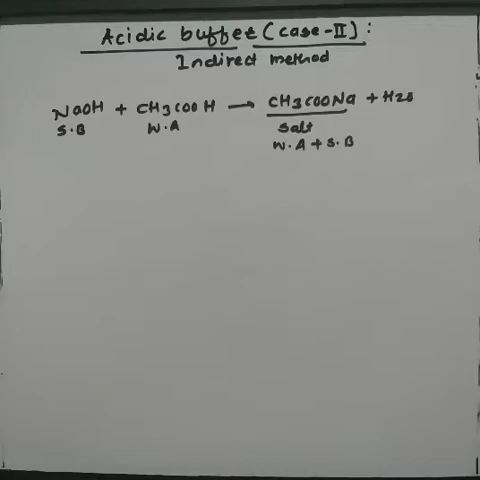 Acidic buffer (case-II):
Indirect method
NaOH + CH3COOH → CH3COONa + H2O
S.B W.A Salt
W.A + S.B